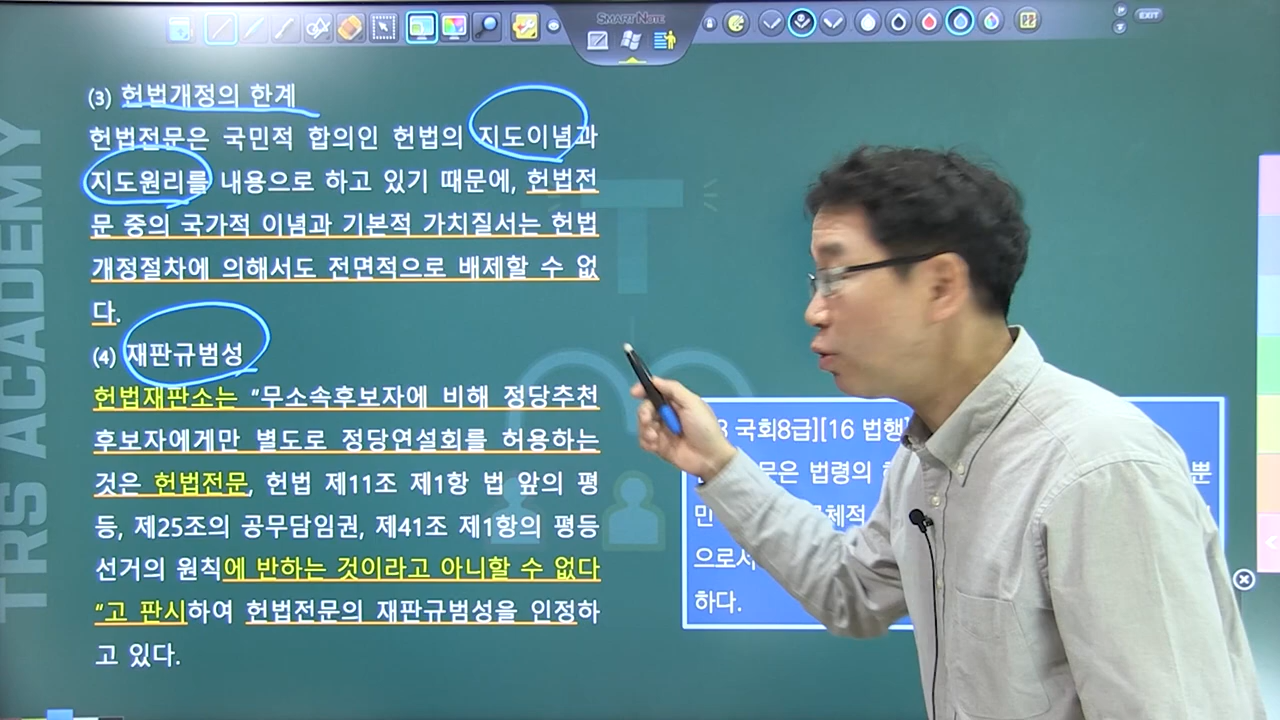 SMART NOTE
EXIT
TRS ACADEMY
(3) 헌법개정의 한계
헌법전문은 국민적 합의인 헌법의 지도이념과
지도원리를 내용으로 하고 있기 때문에, 헌법전
문 중의 국가적 이념과 기본적 가치질서는 헌법
개정절차에 의해서도 전면적으로 배제할 수 없
다.
(4) 재판규범성
헌법재판소는 “무소속후보자에 비해 정당추천
후보자에게만 별도로 정당연설회를 허용하는
것은 헌법전문, 헌법 제11조 제1항 법 앞의 평
등, 제25조의 공무담임권, 제41조 제1항의 평등
선거의 원칙에 반하는 것이라고 아니할 수 없다
”고 판시하여 헌법전문의 재판규범성을 인정하
고 있다.
국회8급][16 법행]
문은 법령의 뿐
만 체적
으로서
하다.